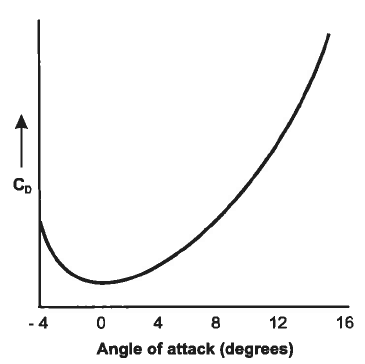 C_D
- 4 0 4 8 12 16
Angle of attack (degrees)